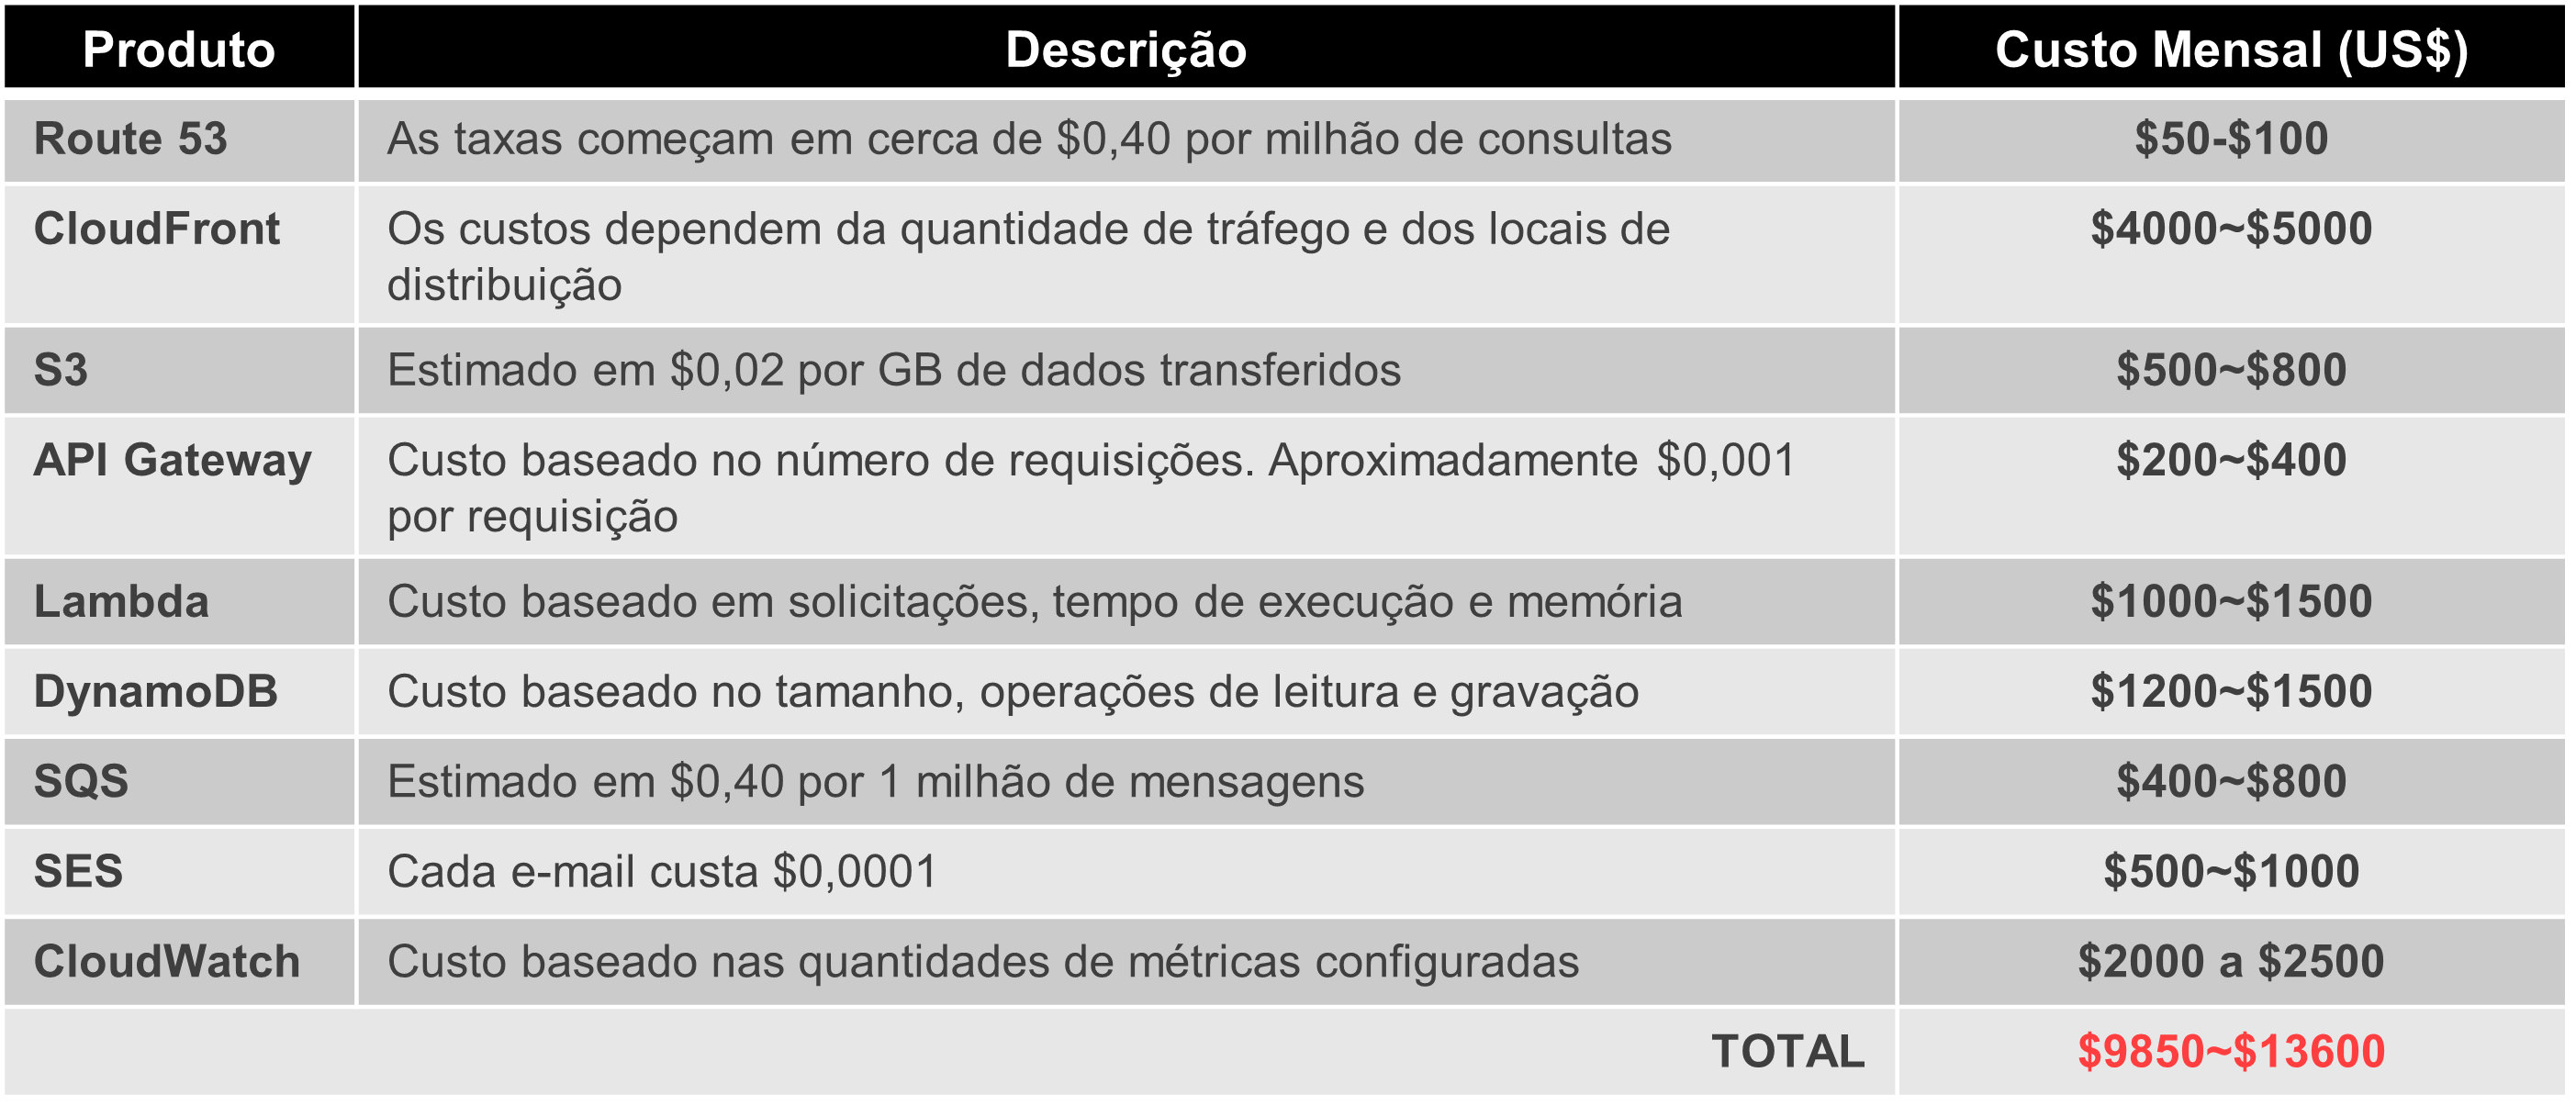 Produto Descrição Custo Mensal (US$)
Route 53 As taxas começam em cerca de $0,40 por milhão de consultas $50-$100
CloudFront Os custos dependem da quantidade de tráfego e dos locais de $4000~$5000
distribuição
S3 Estimado em $0,02 por GB de dados transferidos $500~$800
API Gateway Custo baseado no número de requisições. Aproximadamente $0,001 $200~$400
por requisição
Lambda Custo baseado em solicitações, tempo de execução e memória $1000~$1500
DynamoDB Custo baseado no tamanho, operações de leitura e gravação $1200~$1500
SQS Estimado em $0,40 por 1 milhão de mensagens $400~$800
SES Cada e-mail custa $0,0001 $500~$1000
CloudWatch Custo baseado nas quantidades de métricas configuradas $2000 a $2500
TOTAL $9850~$13600